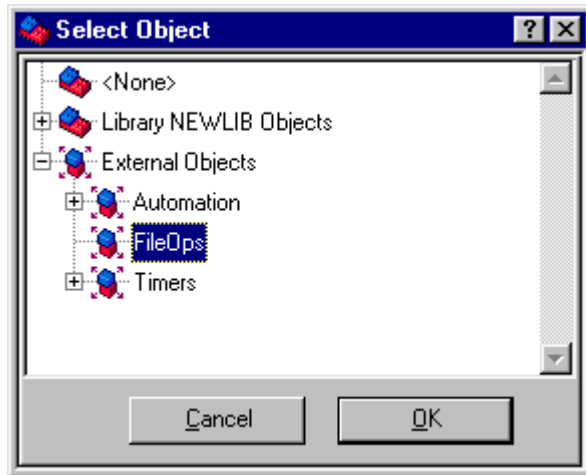 Select Object
<None>
Library NEWLIB Objects
External Objects
Automation
FileOps
Timers
Cancel OK